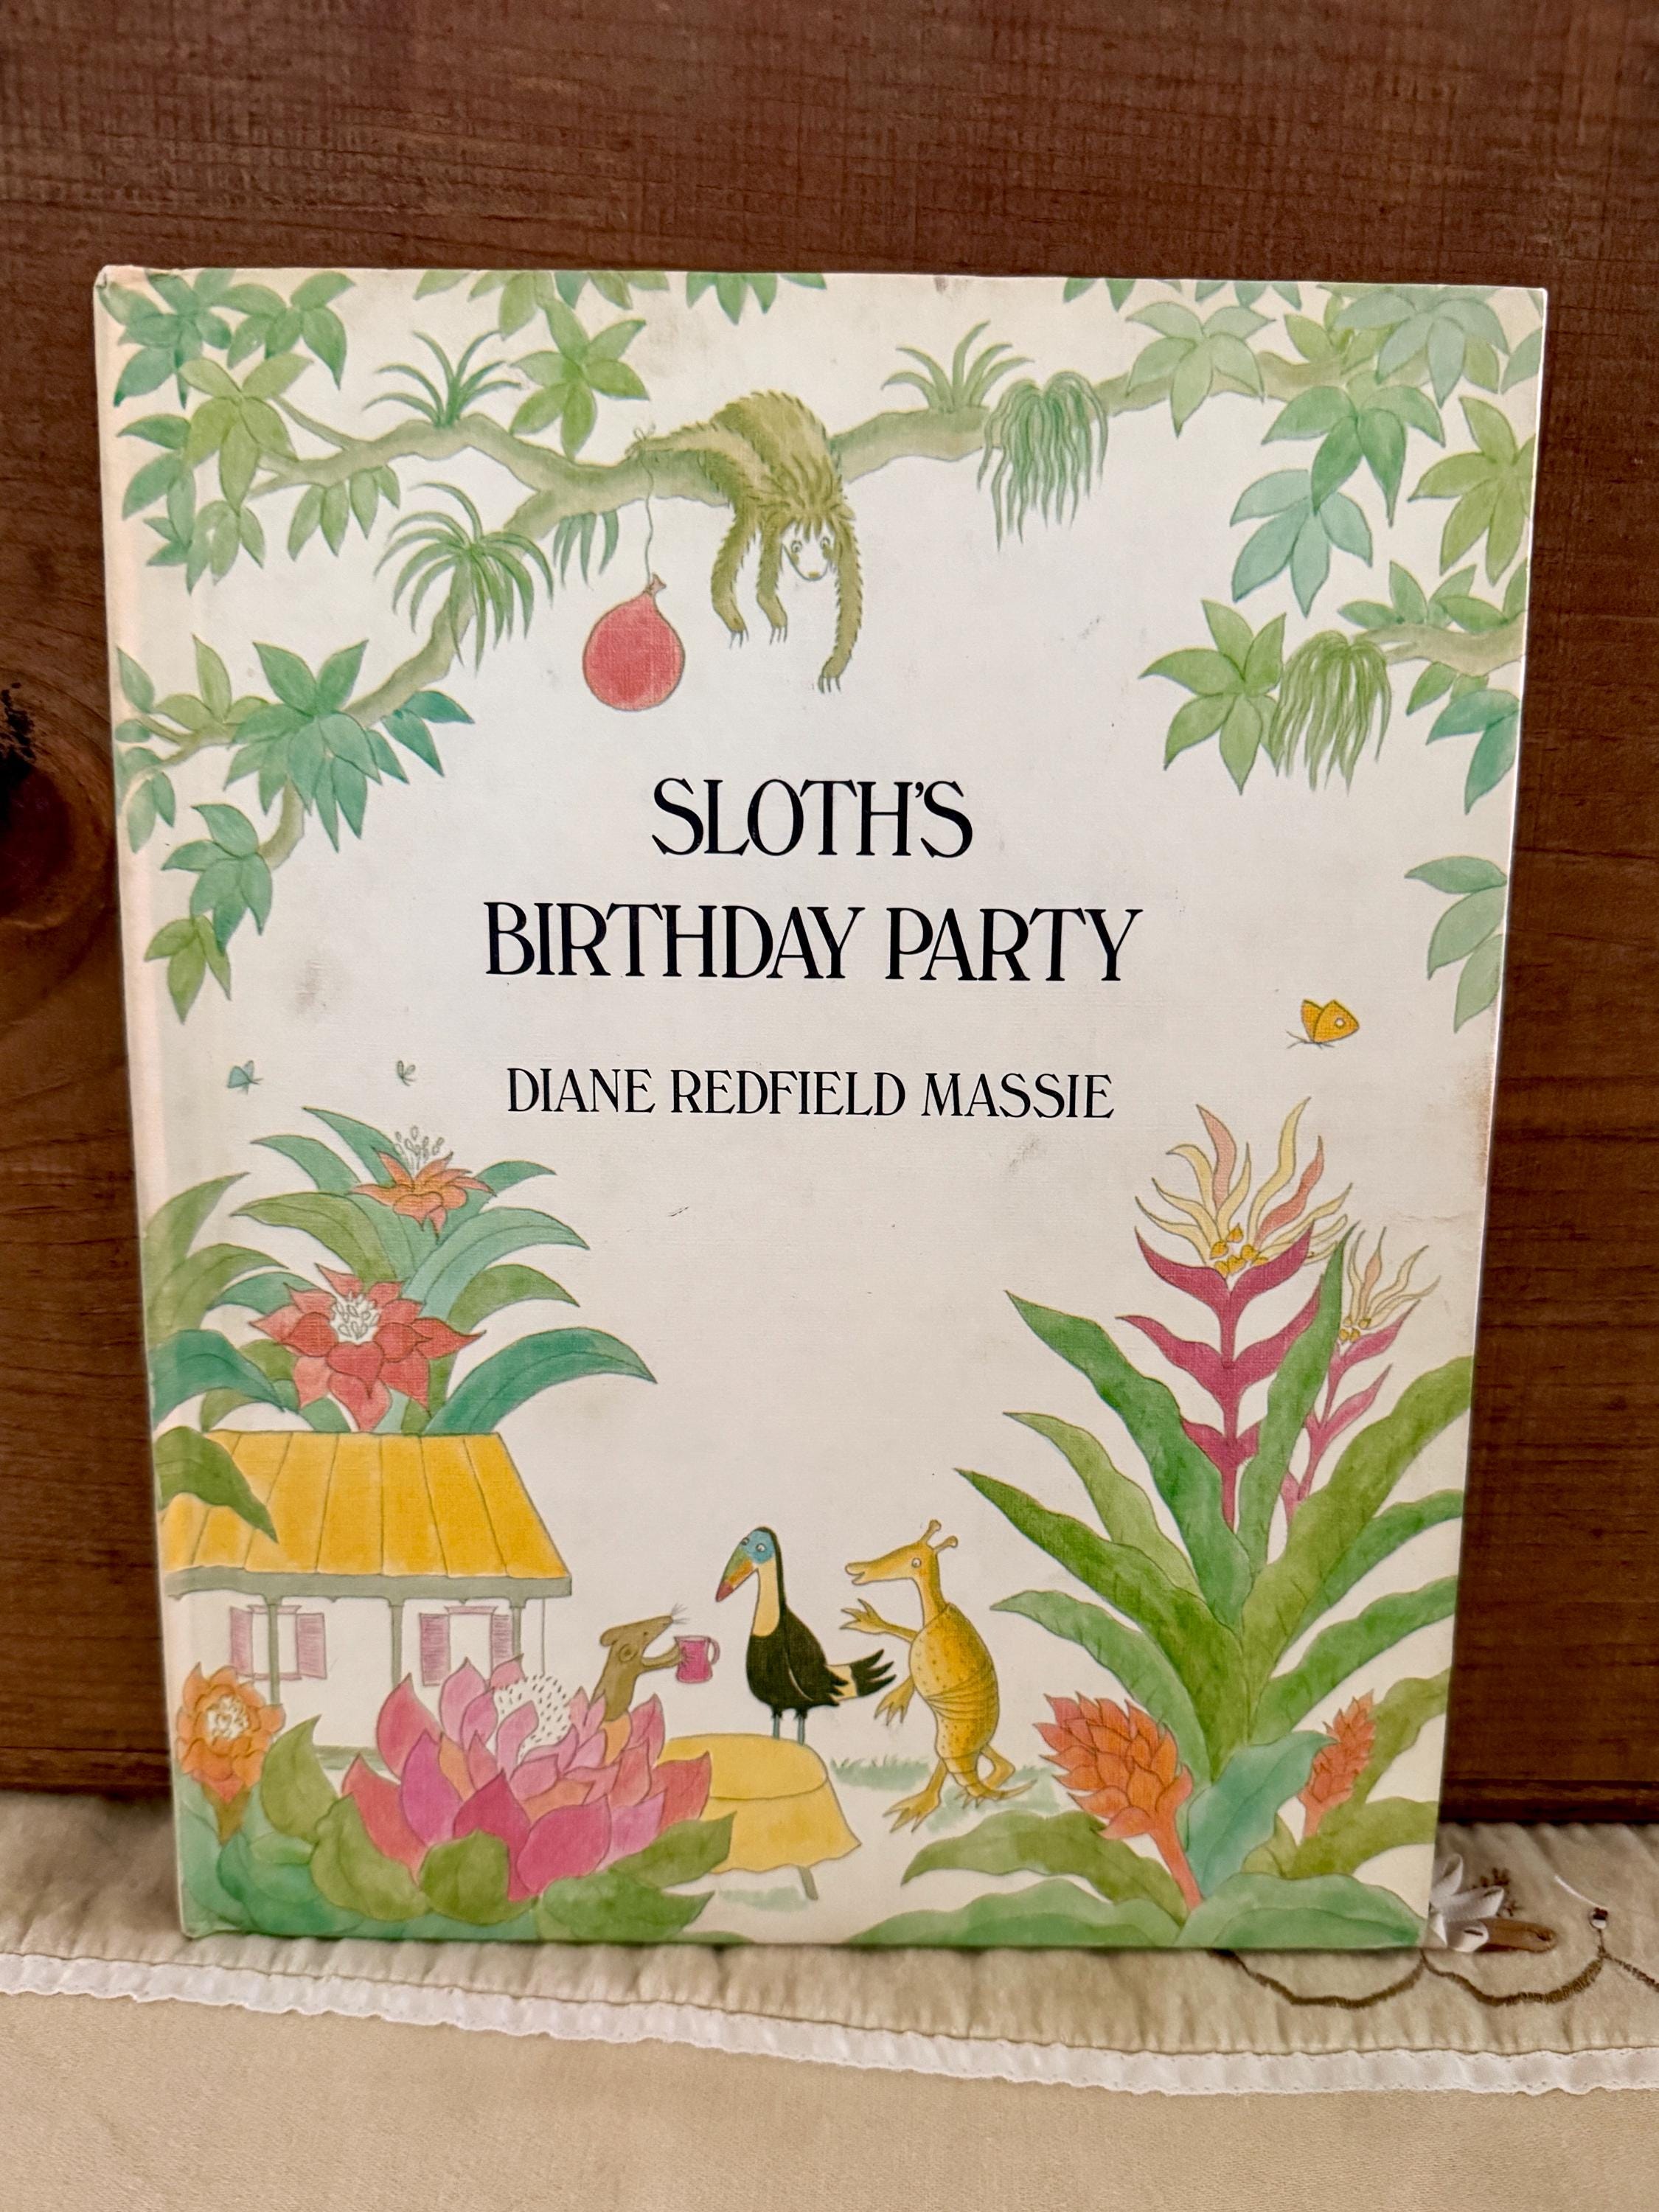 SLOTH'S
BIRTHDAY PARTY
DIANE REDFIELD MASSIE